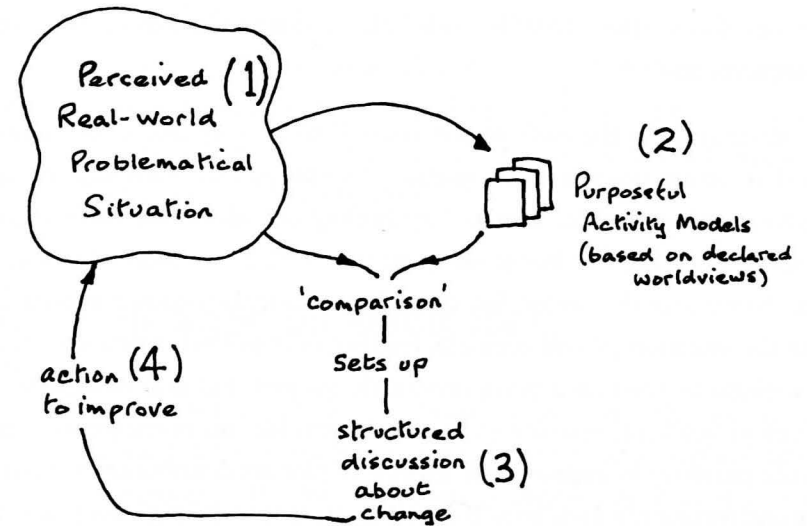 Perceived (1)
Real-world
Problematical
Situation
(2)
Purposeful
Activity Models
(based on declared
worldviews)
'comparison'
Sets up
structured
discussion (3)
about
change
action (4)
to improve